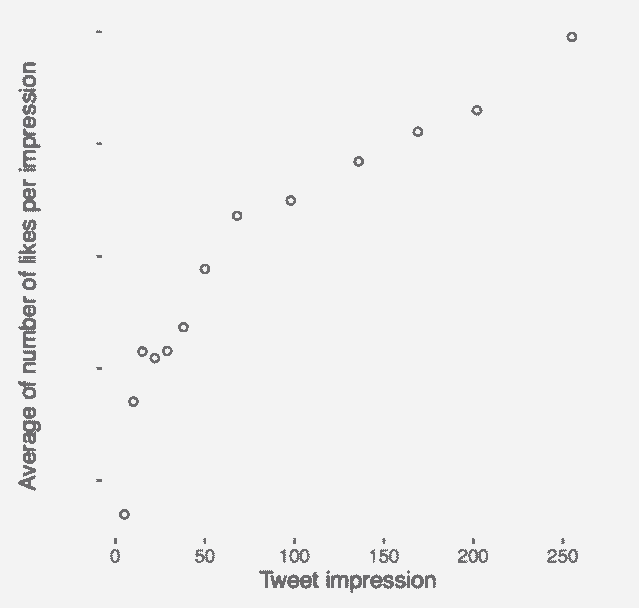 Average of number of likes per impression
0 50 100 150 200 250
Tweet impression